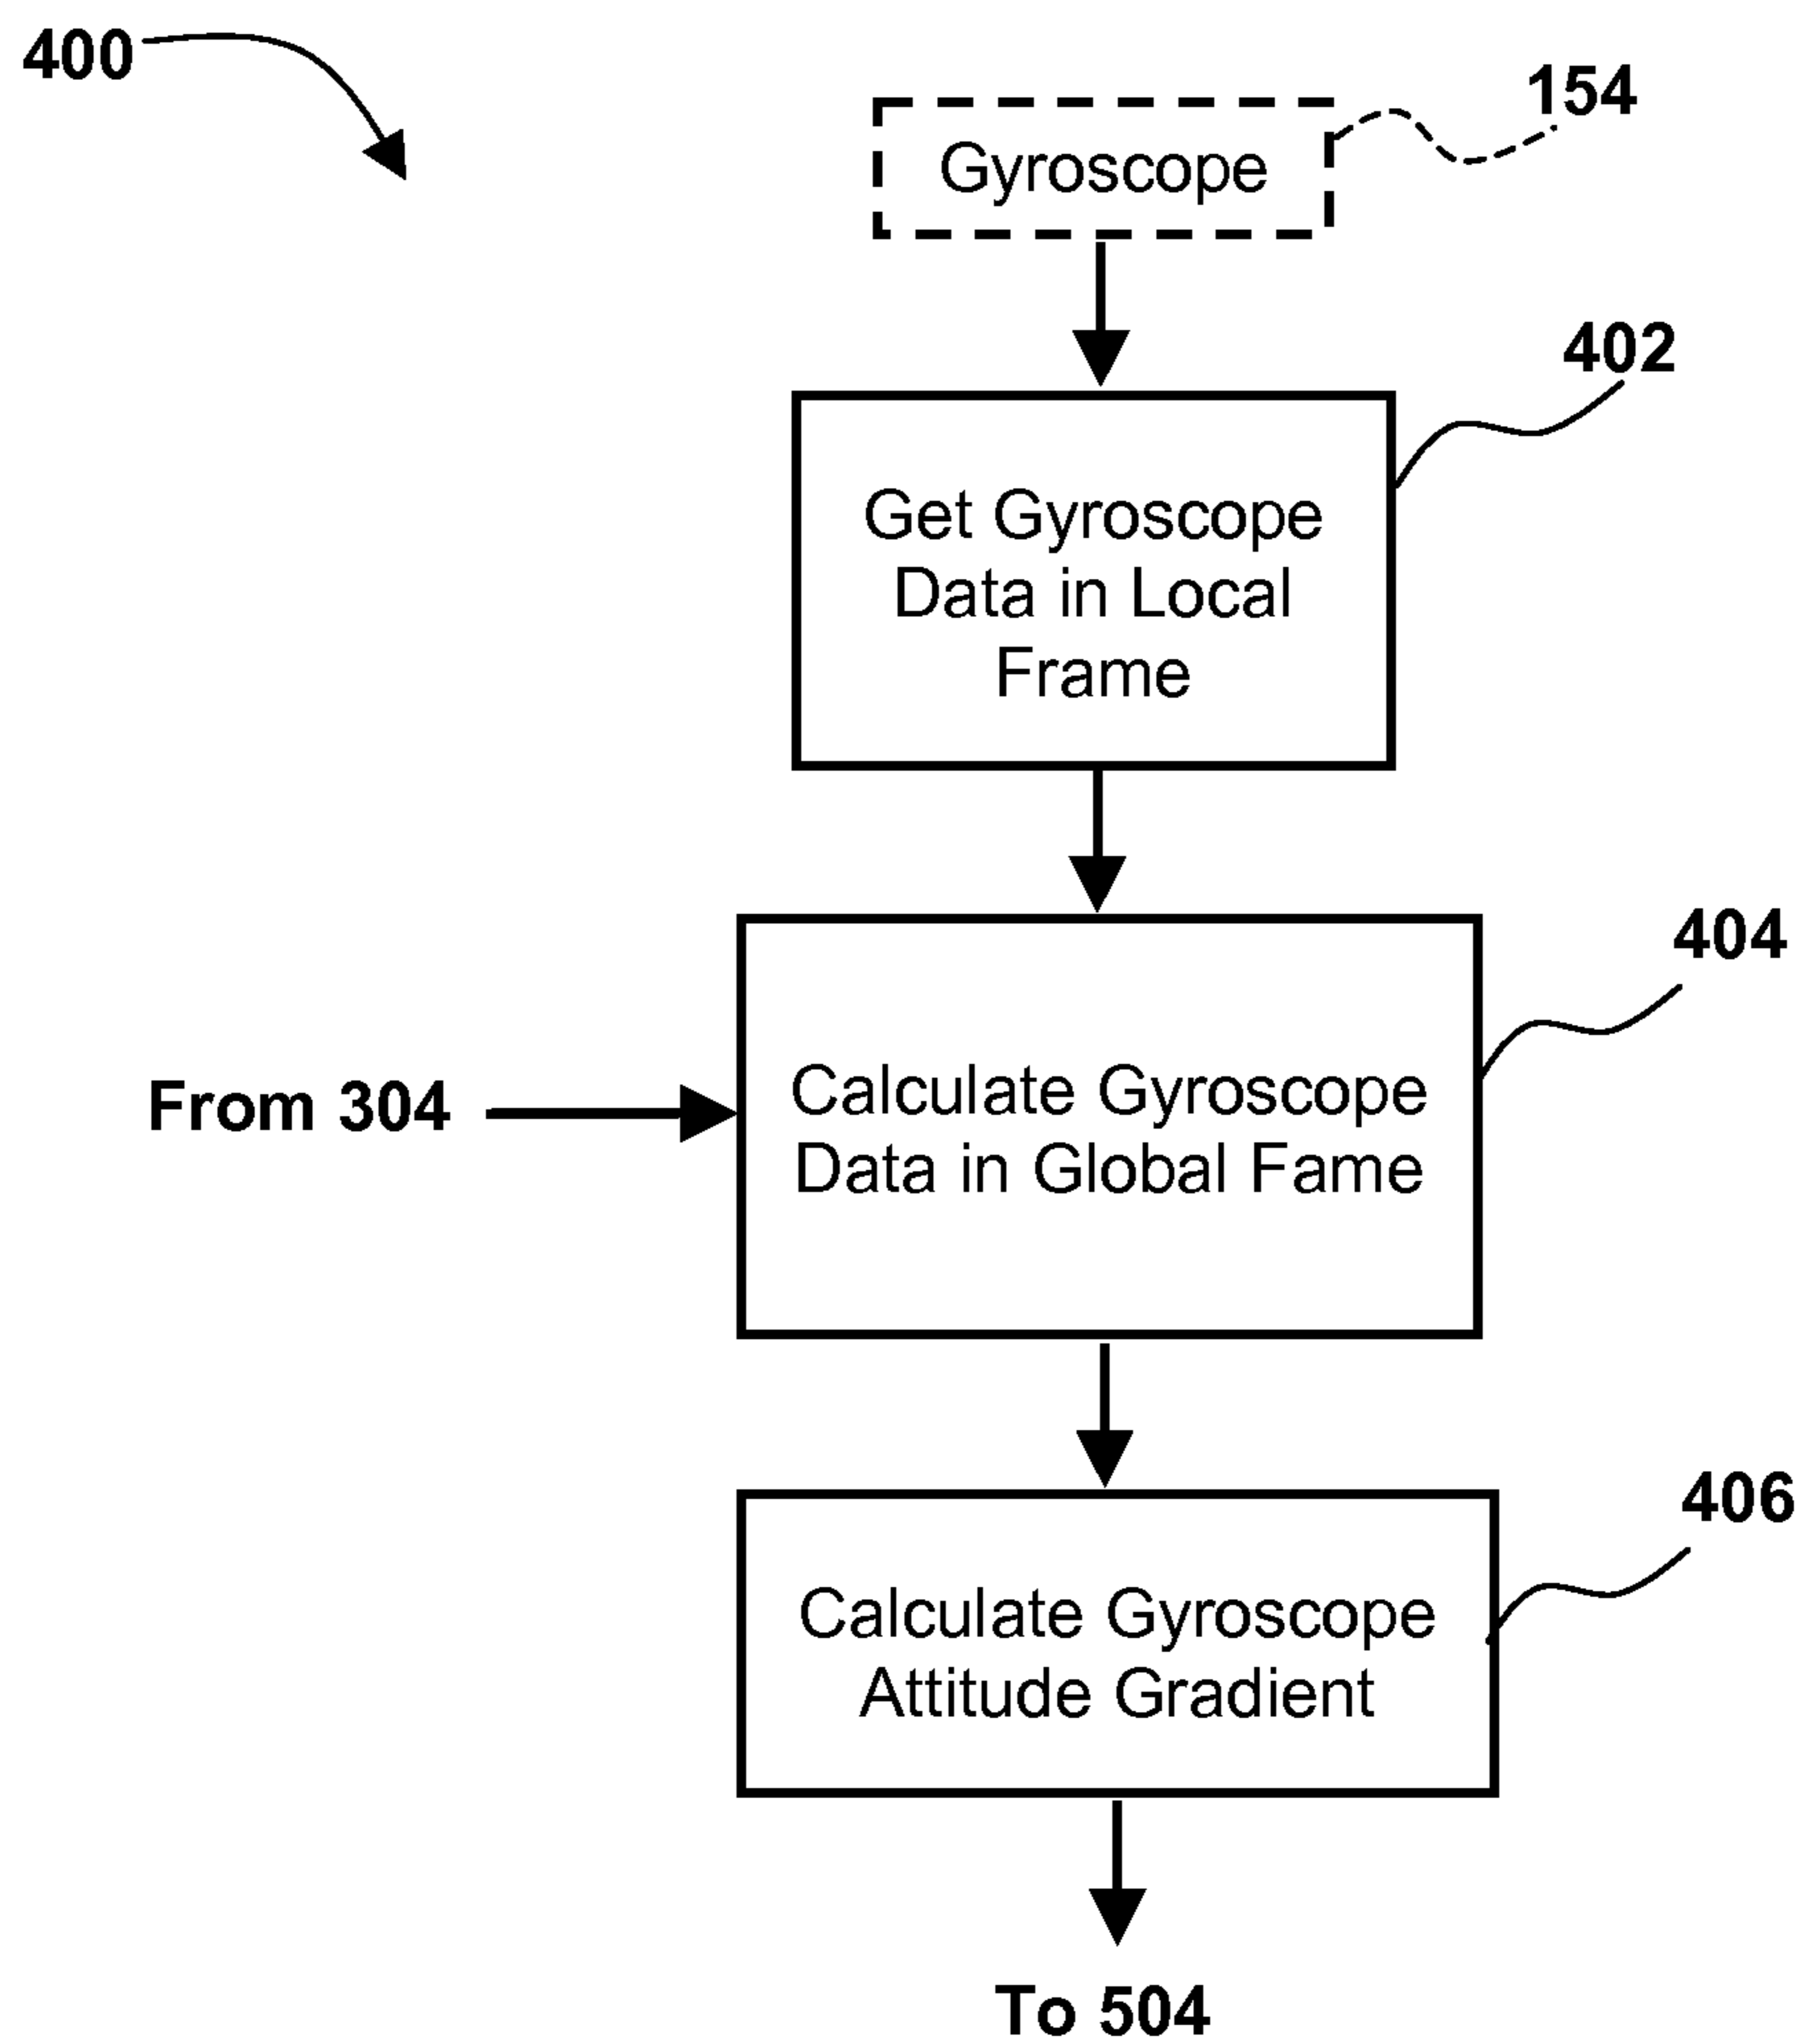 400
154
Gyroscope
402
Get Gyroscope
Data in Local
Frame
404
From 304
Calculate Gyroscope
Data in Global Fame
406
Calculate Gyroscope
Attitude Gradient
To 504